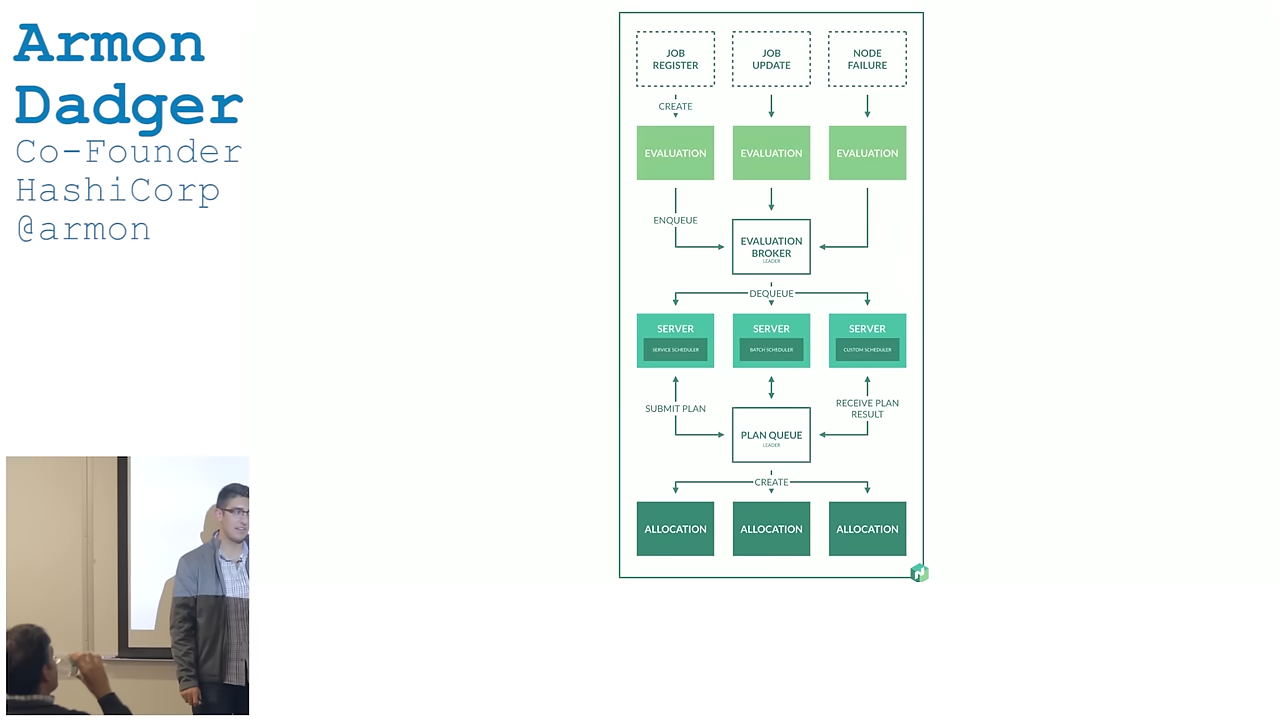 Armon
Dadger
Co-Founder
HashiCorp
@armon
JOB
REGISTER
JOB
UPDATE
NODE
FAILURE
CREATE
EVALUATION
EVALUATION
EVALUATION
ENQUEUE
EVALUATION
BROKER
LEADER
DEQUEUE
SERVER
SERVICE SCHEDULER
SERVER
BATCH SCHEDULER
SERVER
CUSTOM SCHEDULER
SUBMIT PLAN
RECEIVE PLAN
RESULT
PLAN QUEUE
LEADER
CREATE
ALLOCATION
ALLOCATION
ALLOCATION